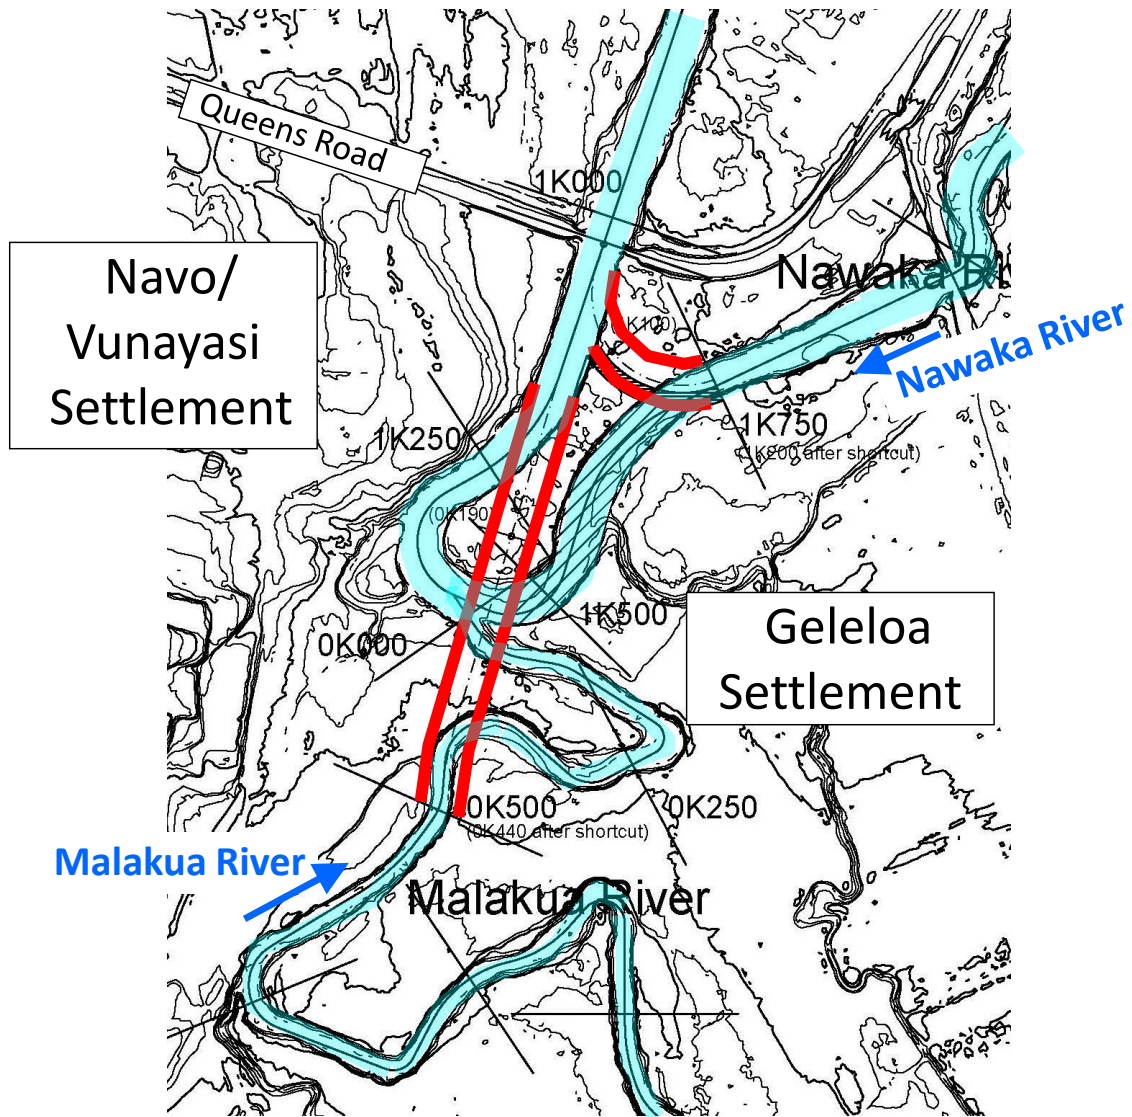 Queens Road
1K000
Navo/
Vunayasi
Settlement
Nawaka Ri
Nawaka River
K100)
1K250
1K750
(1K200 after shortcut)
(0K190)
1K500
0K000
Geleloa
Settlement
0K500
(0K440 after shortcut)
0K250
Malakua River
Malakua River